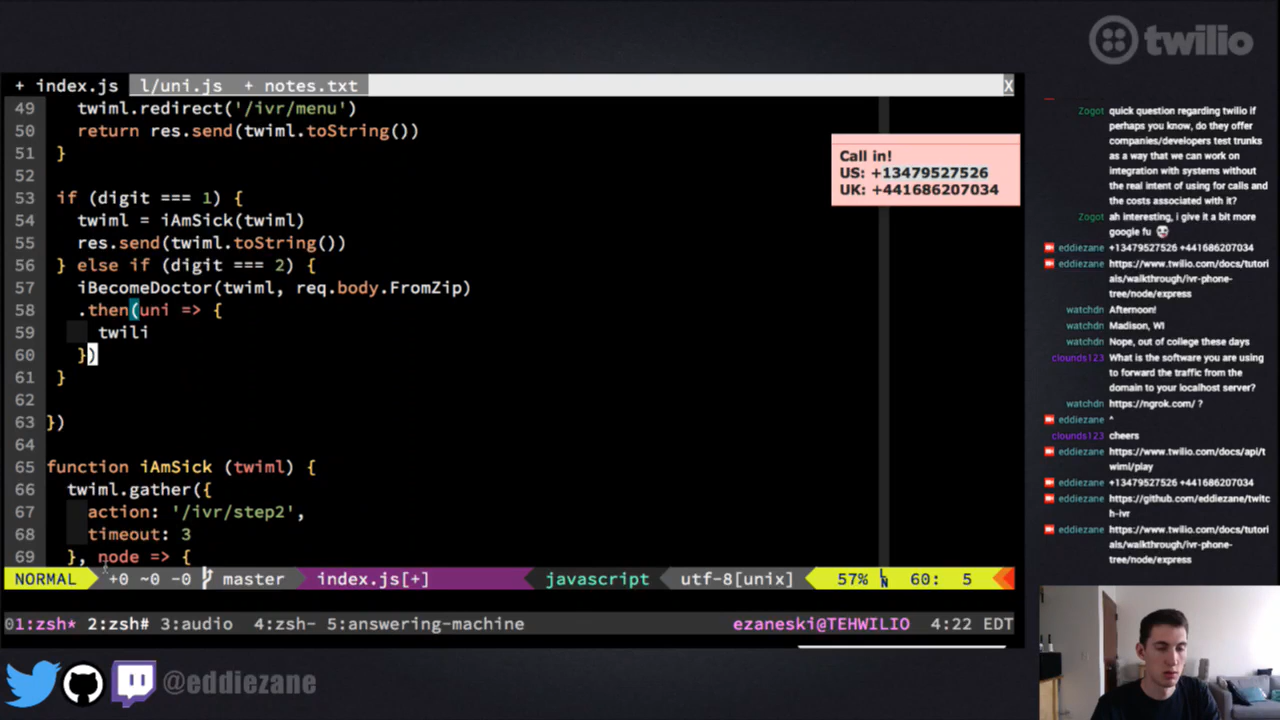 twilio
+ index.js l/uni.js + notes.txt X
49 twiml.redirect('/ivr/menu')
50 return res.send(twiml.toString())
51 }
52
53 if (digit === 1) {
54 twiml = iAmSick(twiml)
55 res.send(twiml.toString())
56 } else if (digit === 2) {
57 iBecomeDoctor(twiml, req.body.FromZip)
58 .then(uni => {
59 twili
60 })
61 }
62
63 })
64
65 function iAmSick (twiml) {
66 twiml.gather({
67 action: '/ivr/step2',
68 timeout: 3
69 }, node => {
NORMAL +0 ~0 -0 master index.js[+] javascript utf-8[unix] 57% 60: 5
01:zsh* 2:zsh# 3:audio 4:zsh- 5:answering-machine ezaneski@TEHWILIO 4:22 EDT
Call in!
US: +13479527526
UK: +441686207034
Zogot quick question regarding twilio if
perhaps you know, do they offer
companies/developers test trunks
as a way that we can work on
integration with systems without
the real intent of using for calls and
the costs associated with it?
Zogot ah interesting, i give it a bit more
google fu
eddiezane +13479527526 +441686207034
eddiezane https://www.twilio.com/docs/tutori
als/walkthrough/ivr-phone-
tree/node/express
watchdn Afternoon!
watchdn Madison, WI
watchdn Nope, out of college these days
clounds123 What is the software you are using
to forward the traffic from the
domain to your localhost server?
watchdn https://ngrok.com/ ?
eddiezane ^
clounds123 cheers
eddiezane https://www.twilio.com/docs/api/t
wiml/play
eddiezane +13479527526 +441686207034
eddiezane https://github.com/eddiezane/twitc
h-ivr
eddiezane https://www.twilio.com/docs/tutori
als/walkthrough/ivr-phone-
tree/node/express
@eddiezane